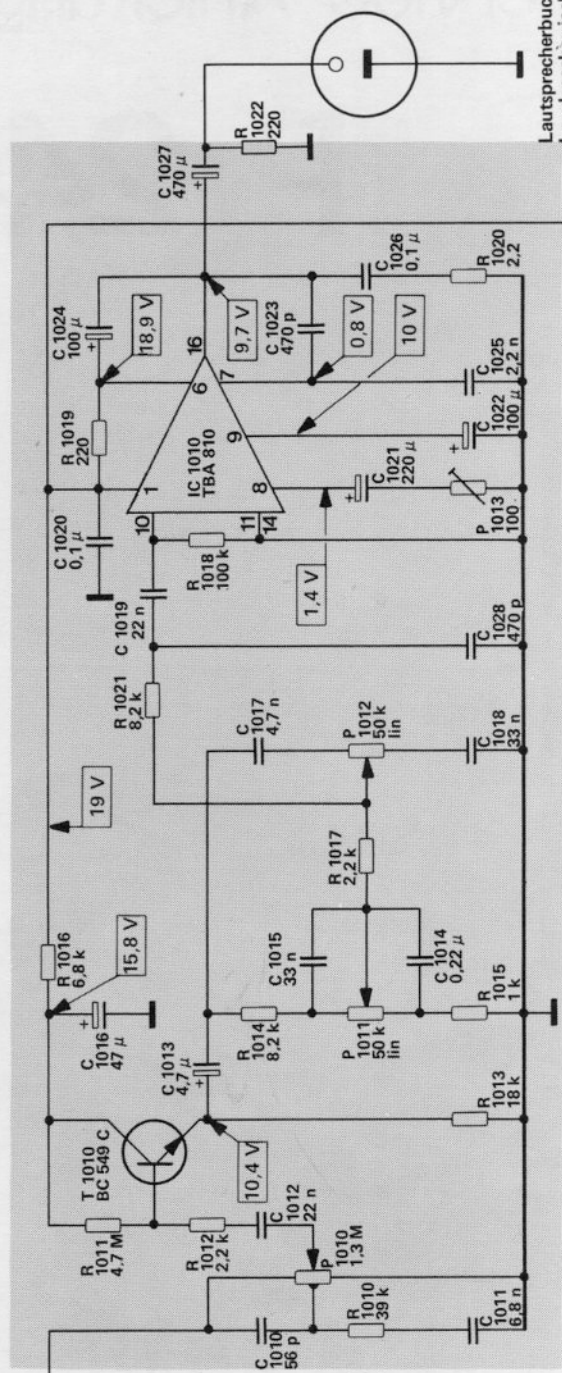 C 1010
56 p
R
1010
39 k
C
1011
6,8 n
P
1010
1,3 M
C
1012
22 n
R
1012
2,2 k
R
1011
4,7 M
T 1010
BC 549 C
10,4 V
R
1013
18 k
C 1013
4,7 µ
C
1016
47 µ
15,8 V
R 1016
6,8 k
19 V
R
1014
8,2 k
P
1011
50 k
lin
R
1015
1 k
C 1015
33 n
C 1014
0,22 µ
R 1017
2,2 k
C
1017
4,7 n
P
1012
50 k
lin
C
1018
33 n
R 1021
8,2 k
C 1019
22 n
C
1028
470 p
R
1018
100 k
C 1020
0,1 µ
R 1019
220
10
11
14
1
IC 1010
TBA 810
6
16
7
9
8
1,4 V
C
1021
220 µ
P
1013
100
C
1022
100 µ
10 V
0,8 V
C
1025
2,2 n
C 1024
100 µ
18,9 V
9,7 V
C
1023
470 p
C
1026
0,1 µ
R
1020
2,2
C 1027
470 µ
R
1022
220
Lautsprecherbuc